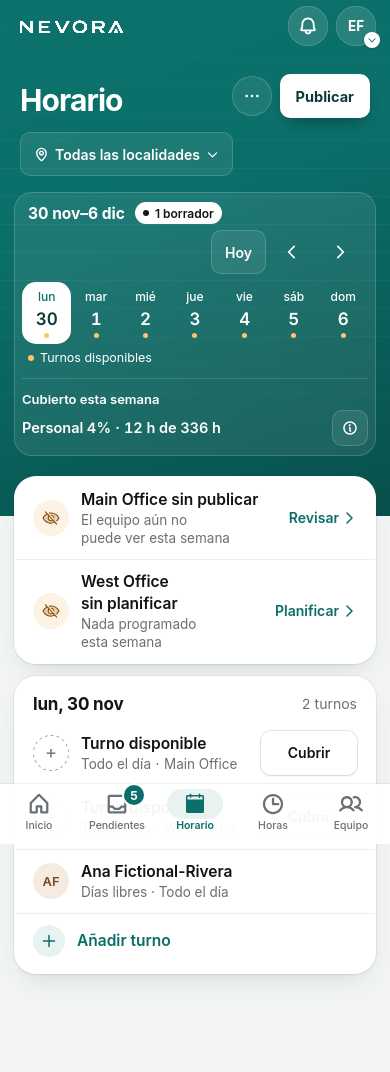 NEVORA
EF
Horario
Publicar
Todas las localidades
30 nov–6 dic
1 borrador
Hoy
lun mar mié jue vie sáb dom
30 1 2 3 4 5 6
Turnos disponibles
Cubierto esta semana
Personal 4% · 12 h de 336 h
Main Office sin publicar
El equipo aún no
puede ver esta semana
Revisar
West Office
sin planificar
Nada programado
esta semana
Planificar
lun, 30 nov
2 turnos
Turno disponible
Todo el día · Main Office
Cubrir
5
Inicio Pendientes Horario Horas Equipo
AF
Ana Fictional-Rivera
Días libres · Todo el día
Añadir turno